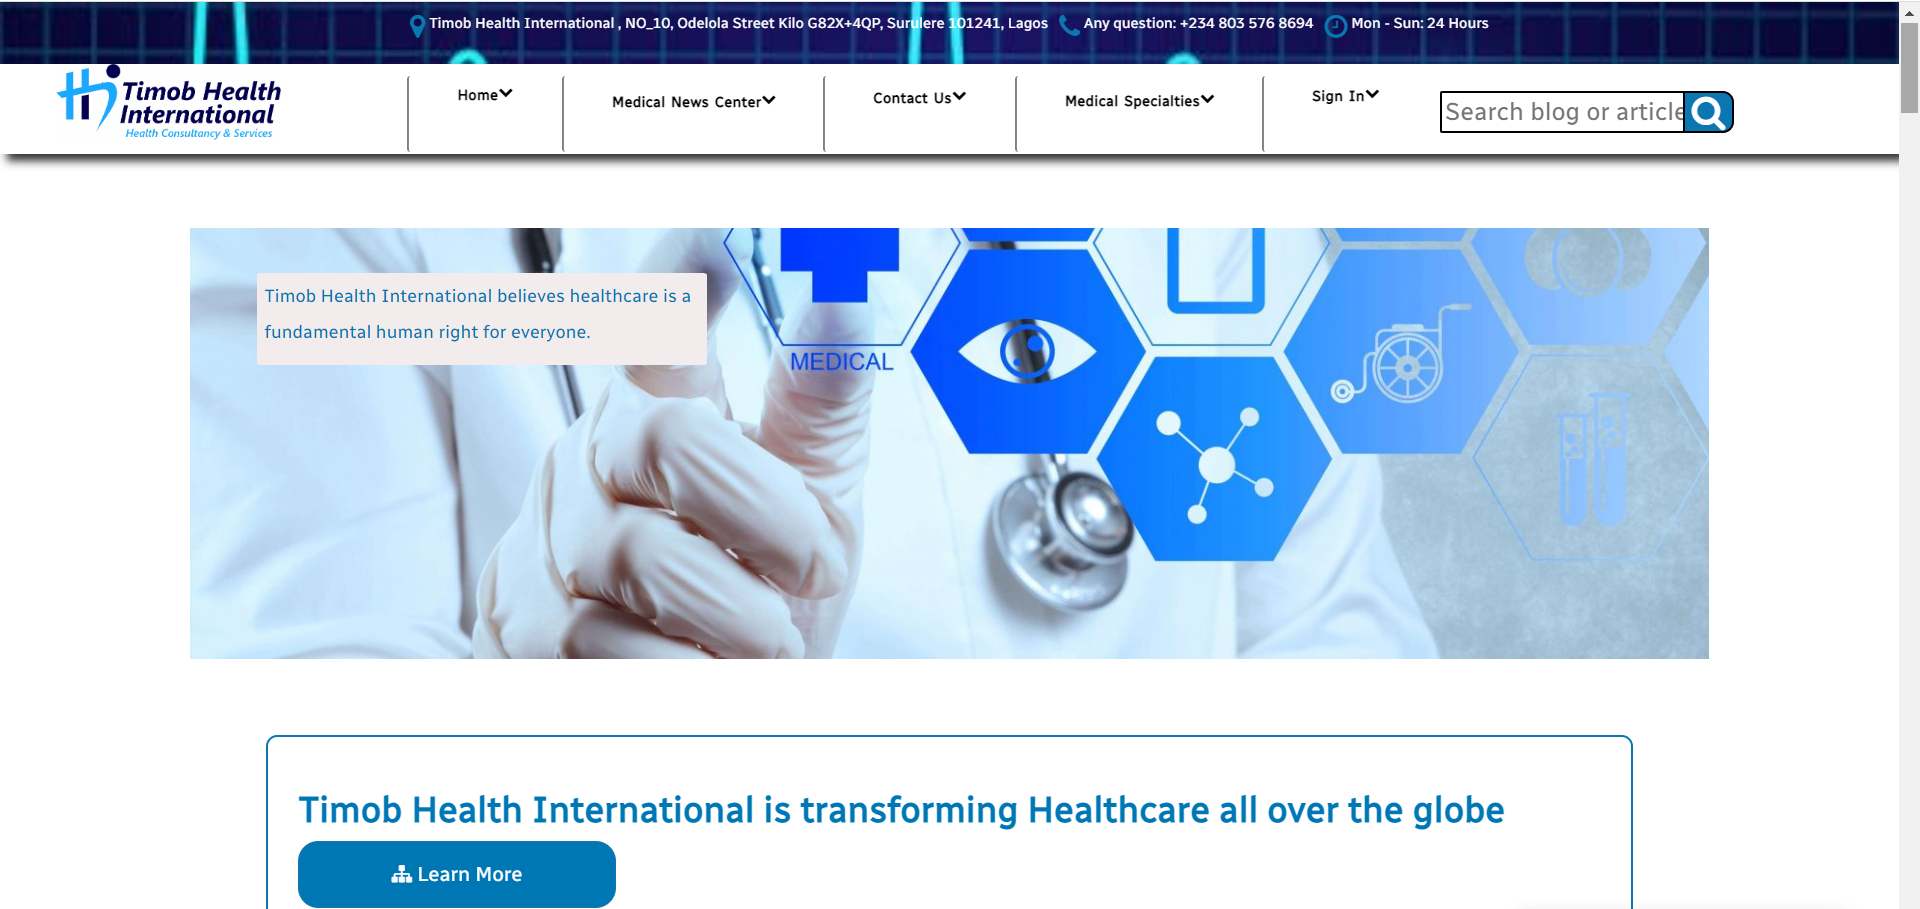 Timob Health International , NO_10, Odelola Street Kilo G82X+4QP, Surulere 101241, Lagos Any question: +234 803 576 8694 Mon - Sun: 24 Hours
Timob Health
International
Health Consultancy & Services
Home
Medical News Center
Contact Us
Medical Specialties
Sign In
Search blog or article
Timob Health International believes healthcare is a
fundamental human right for everyone.
MEDICAL
Timob Health International is transforming Healthcare all over the globe
Learn More